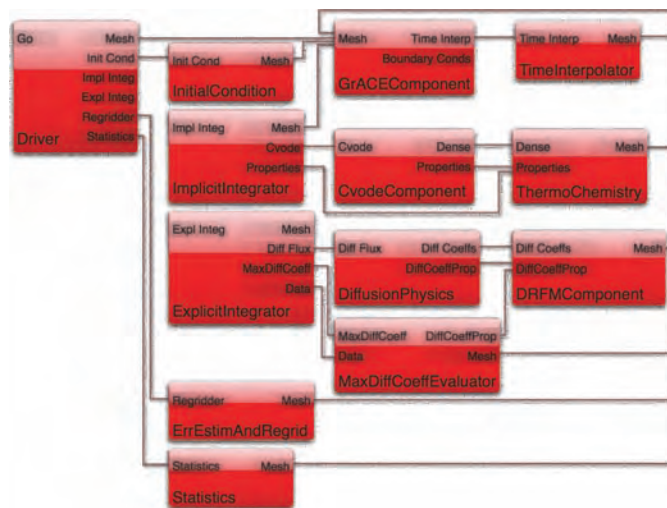 Go Mesh
Init Cond
Impl Integ
Expl Integ
Regridder
Statistics
Driver
Init Cond Mesh
InitialCondition
Mesh Time Interp
Boundary Conds
GrACEComponent
Time Interp Mesh
TimeInterpolator
Impl Integ Mesh
Cvode
Properties
ImplicitIntegrator
Cvode Dense
Properties
CvodeComponent
Dense Mesh
Properties
ThermoChemistry
Expl Integ Mesh
Diff Flux
MaxDiffCoeff
Data
ExplicitIntegrator
Diff Flux Diff Coeffs
DiffCoeffProp
DiffusionPhysics
Diff Coeffs Mesh
DiffCoeffProp
DRFMComponent
MaxDiffCoeff DiffCoeffProp
Data Mesh
MaxDiffCoeffEvaluator
Regridder Mesh
ErrEstimAndRegrid
Statistics Mesh
Statistics